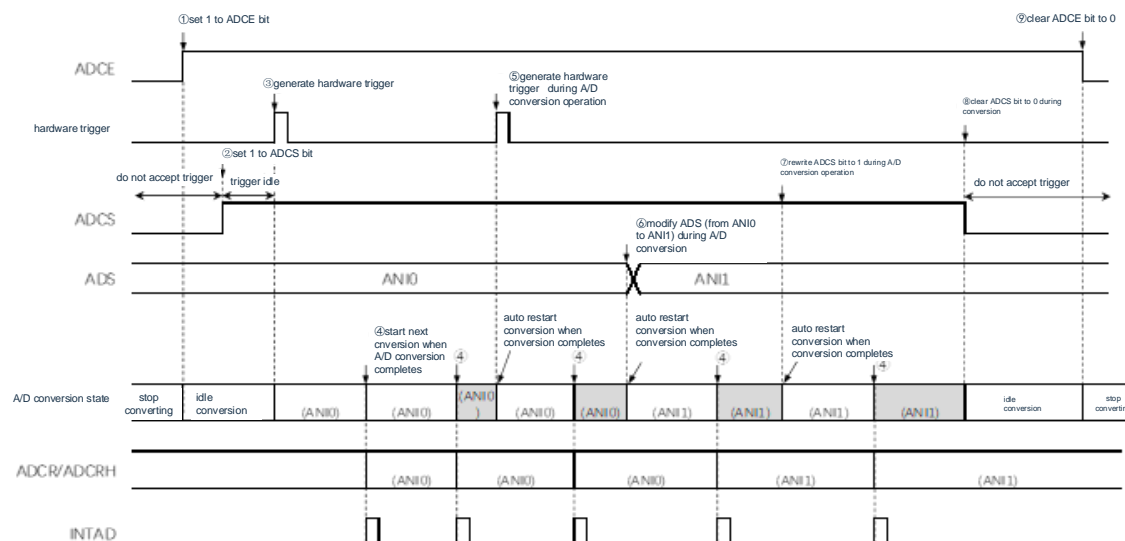 ①set 1 to ADCE bit
⑨clear ADCE bit to 0
ADCE
③generate hardware trigger
⑤generate hardware
trigger during A/D
conversion operation
⑧clear ADCS bit to 0 during
conversion
hardware trigger
②set 1 to ADCS bit
do not accept trigger
trigger idle
⑦rewrite ADCS bit to 1 during A/D
conversion operation
do not accept trigger
ADCS
⑥modify ADS (from ANI0
to ANI1) during A/D
conversion
ADS
ANI0
ANI1
④start next
cnversion when
A/D conversion
completes
④
auto restart
conversion when
conversion completes
④
auto restart
conversion when
conversion completes
④
auto restart
conversion when
conversion completes
④
A/D conversion state
stop
converting
idle
conversion
(ANI0)
(ANI0)
(ANI0
)
(ANI0)
(ANI0)
(ANI1)
(ANI1)
(ANI1)
(ANI1)
idle
conversion
stop
converting
ADCR/ADCRH
(ANI0)
(ANI0)
(ANI0)
(ANI1)
(ANI1)
INTAD